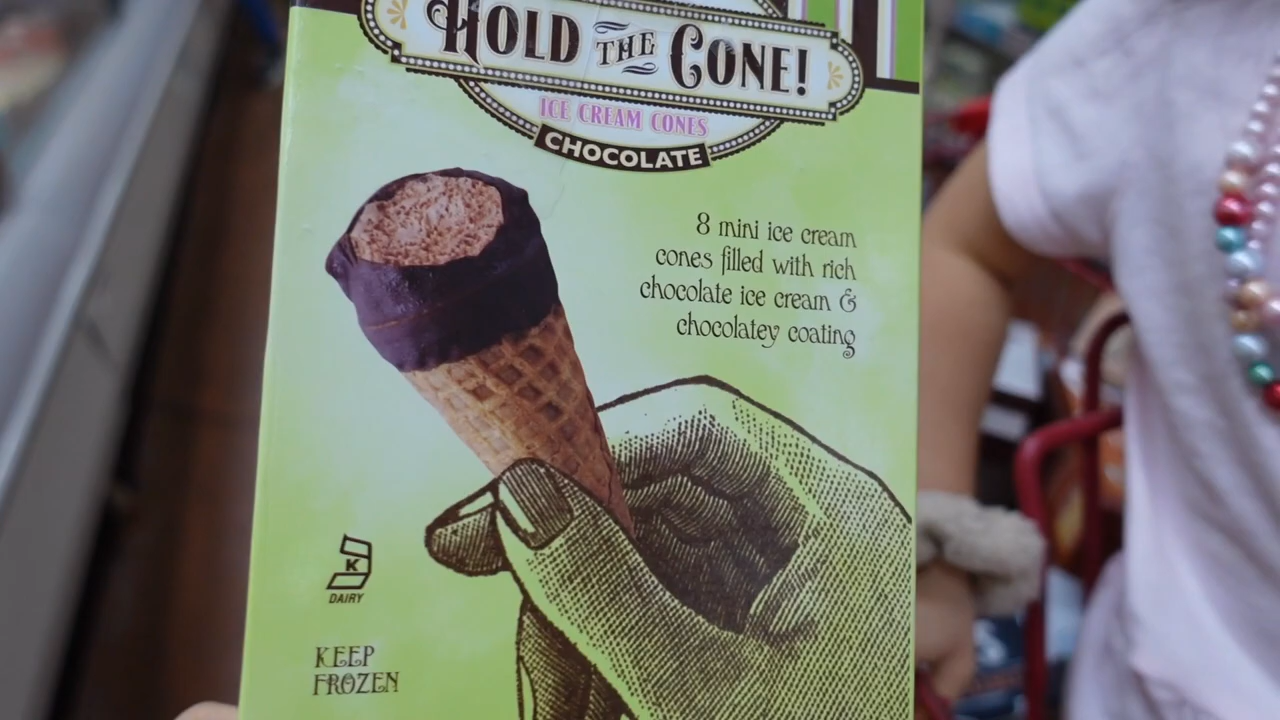 HOLD THE CONE!
ICE CREAM CONES
CHOCOLATE
8 mini ice cream
cones filled with rich
chocolate ice cream &
chocolatey coating
K
DAIRY
KEEP
FROZEN